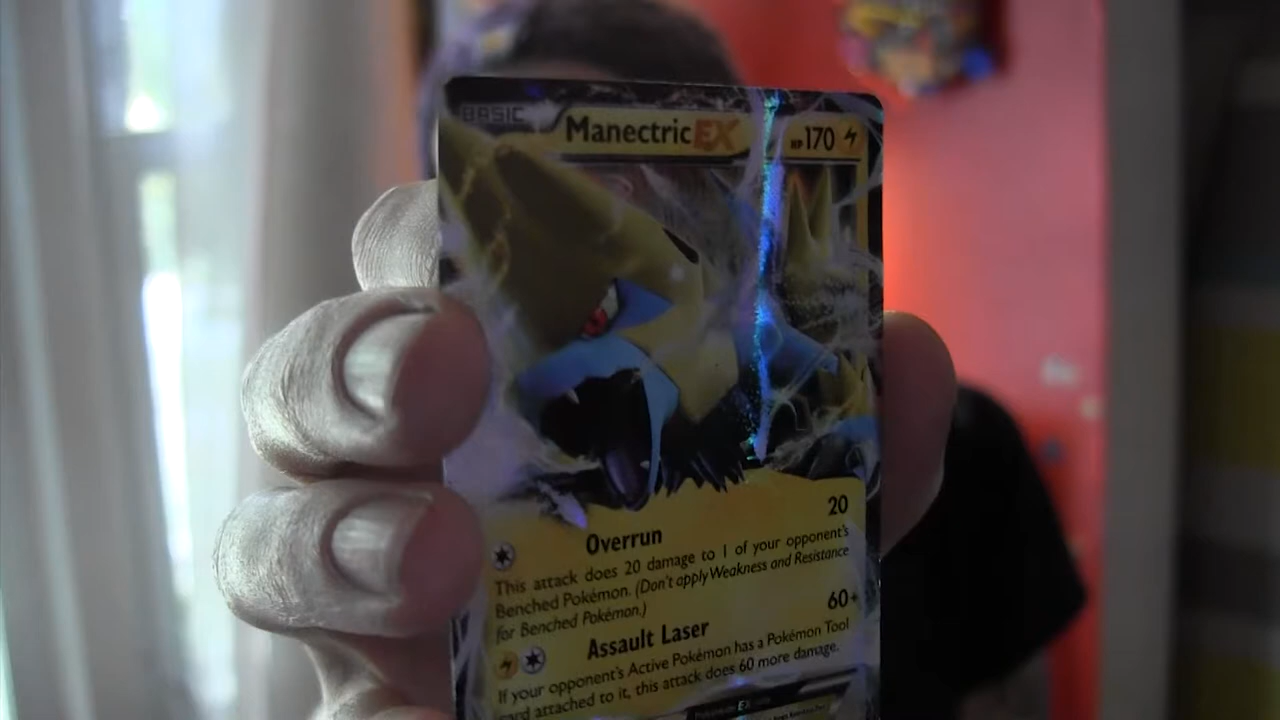 BASIC
ManectricEX
HP170
Overrun 20
This attack does 20 damage to 1 of your opponent's
Benched Pokémon. (Don't apply Weakness and Resistance
for Benched Pokémon.)
Assault Laser 60+
If your opponent's Active Pokémon has a Pokémon Tool
card attached to it, this attack does 60 more damage.
Pokémon EX